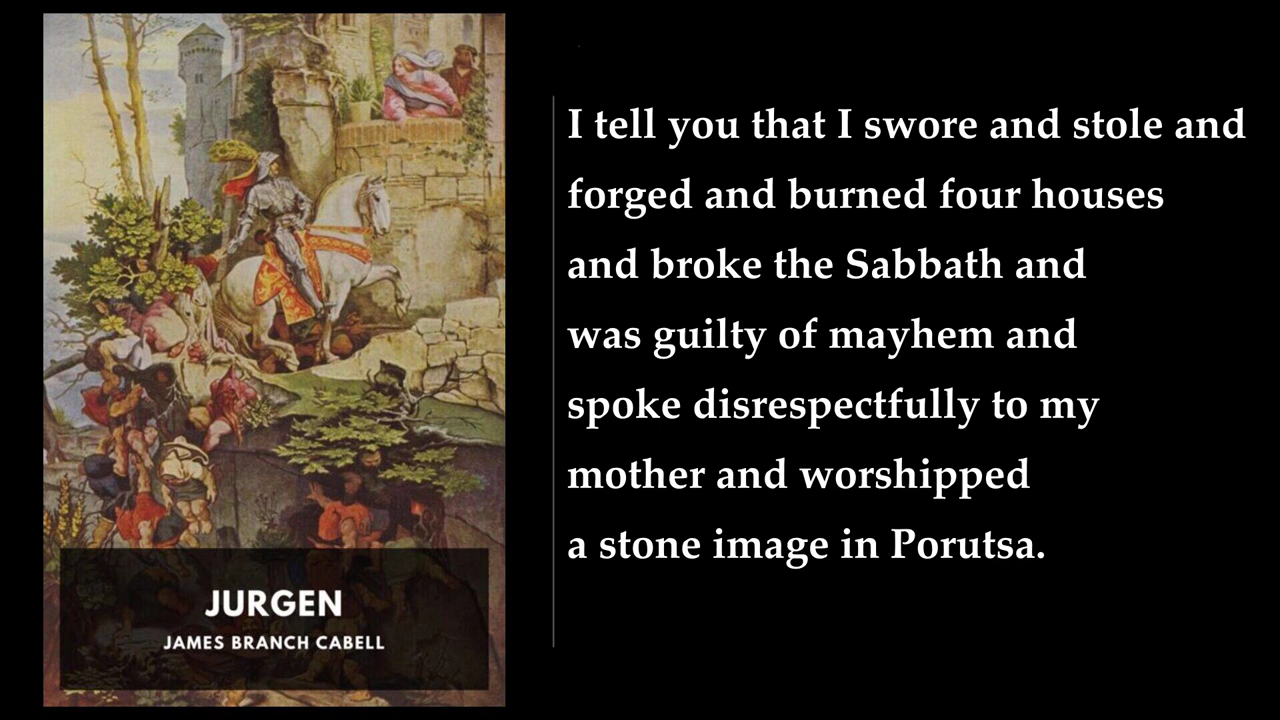 JURGEN
JAMES BRANCH CABELL
I tell you that I swore and stole and
forged and burned four houses
and broke the Sabbath and
was guilty of mayhem and
spoke disrespectfully to my
mother and worshipped
a stone image in Porutsa.